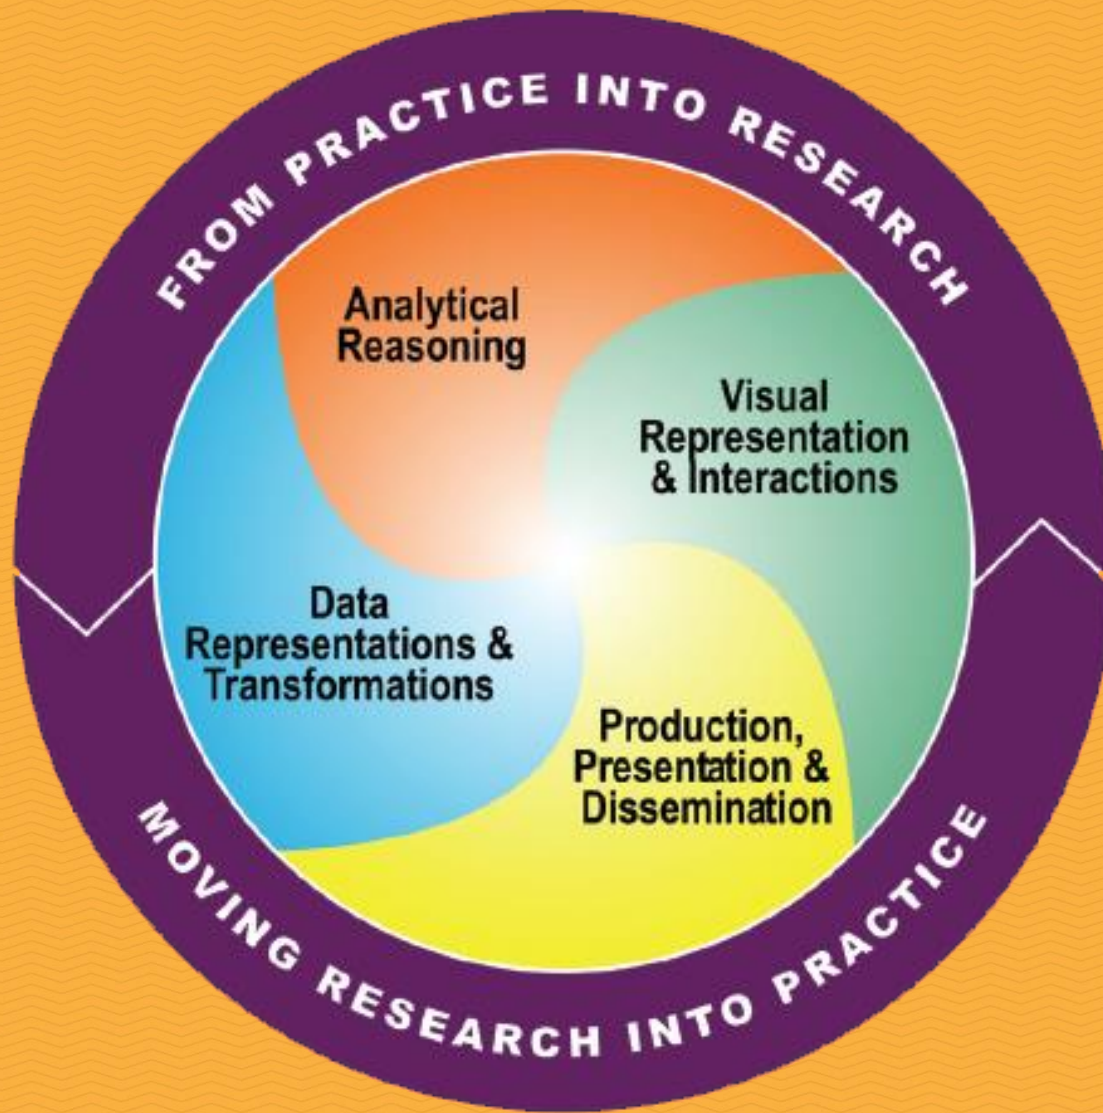 FROM PRACTICE INTO RESEARCH
Analytical
Reasoning
Visual
Representation
& Interactions
Data
Representations &
Transformations
Production,
Presentation &
Dissemination
MOVING RESEARCH INTO PRACTICE